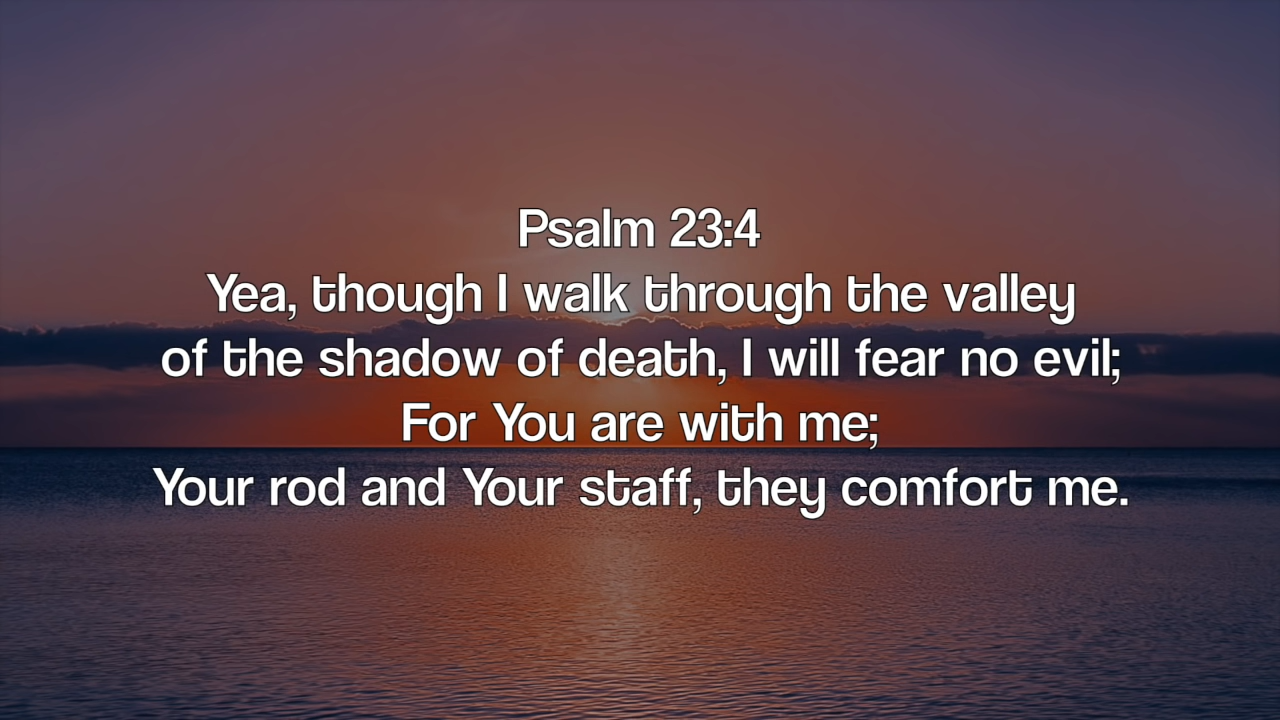 Psalm 23:4
Yea, though I walk through the valley
of the shadow of death, I will fear no evil;
For You are with me;
Your rod and Your staff, they comfort me.